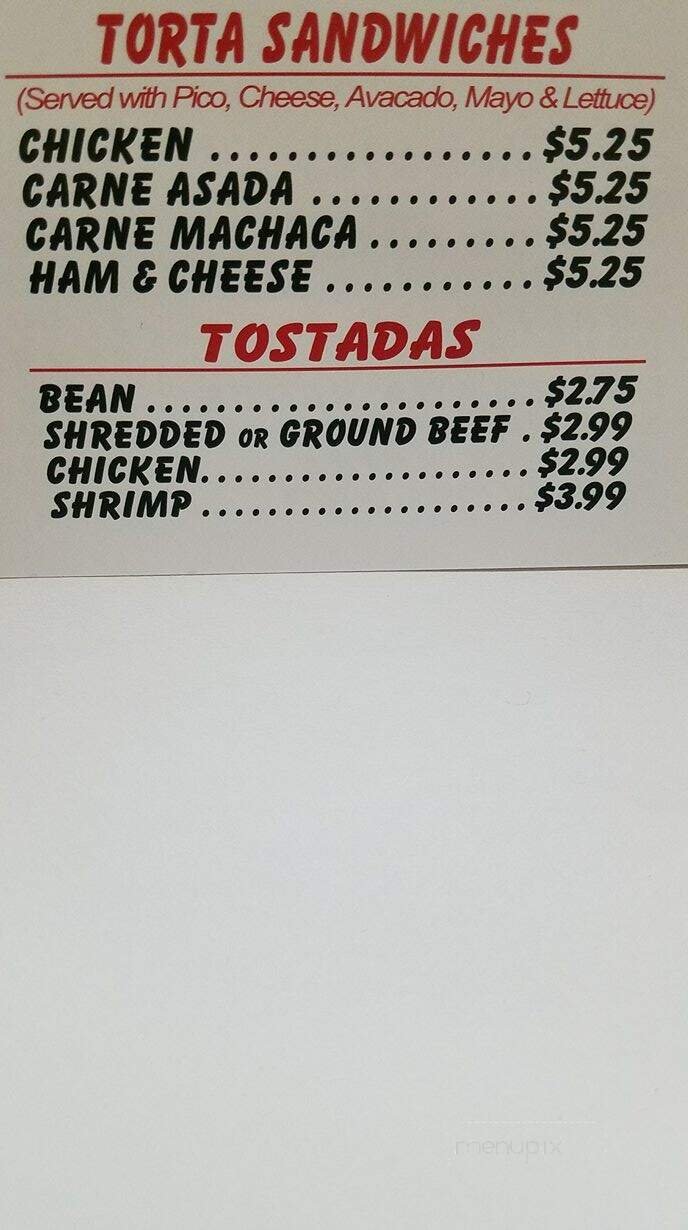 TORTA SANDWICHES
(Served with Pico, Cheese, Avacado, Mayo & Lettuce)
CHICKEN ................. $5.25
CARNE ASADA ............ $5.25
CARNE MACHACA ......... $5.25
HAM & CHEESE ........... $5.25
TOSTADAS
BEAN ....................... $2.75
SHREDDED OR GROUND BEEF . $2.99
CHICKEN.................... $2.99
SHRIMP .................... $3.99
menupix